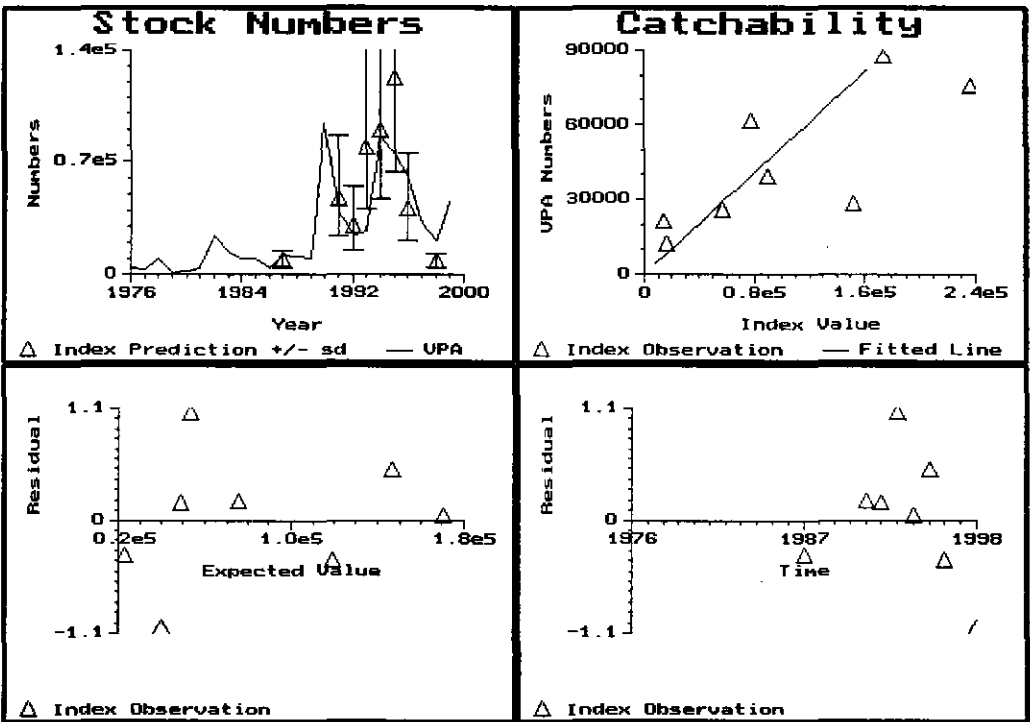 Stock Numbers
1.4e5
0.7e5
0
Numbers
1976 1984 1992 2000
Year
△ Index Prediction +/- sd — VPA
Catchability
90000
60000
30000
0
VPA Numbers
0 0.8e5 1.6e5 2.4e5
Index Value
△ Index Observation — Fitted Line
1.1
0
-1.1
Residual
0.2e5 1.0e5 1.8e5
Expected Value
△ Index Observation
1.1
0
-1.1
Residual
1976 1987 1998
Time
△ Index Observation